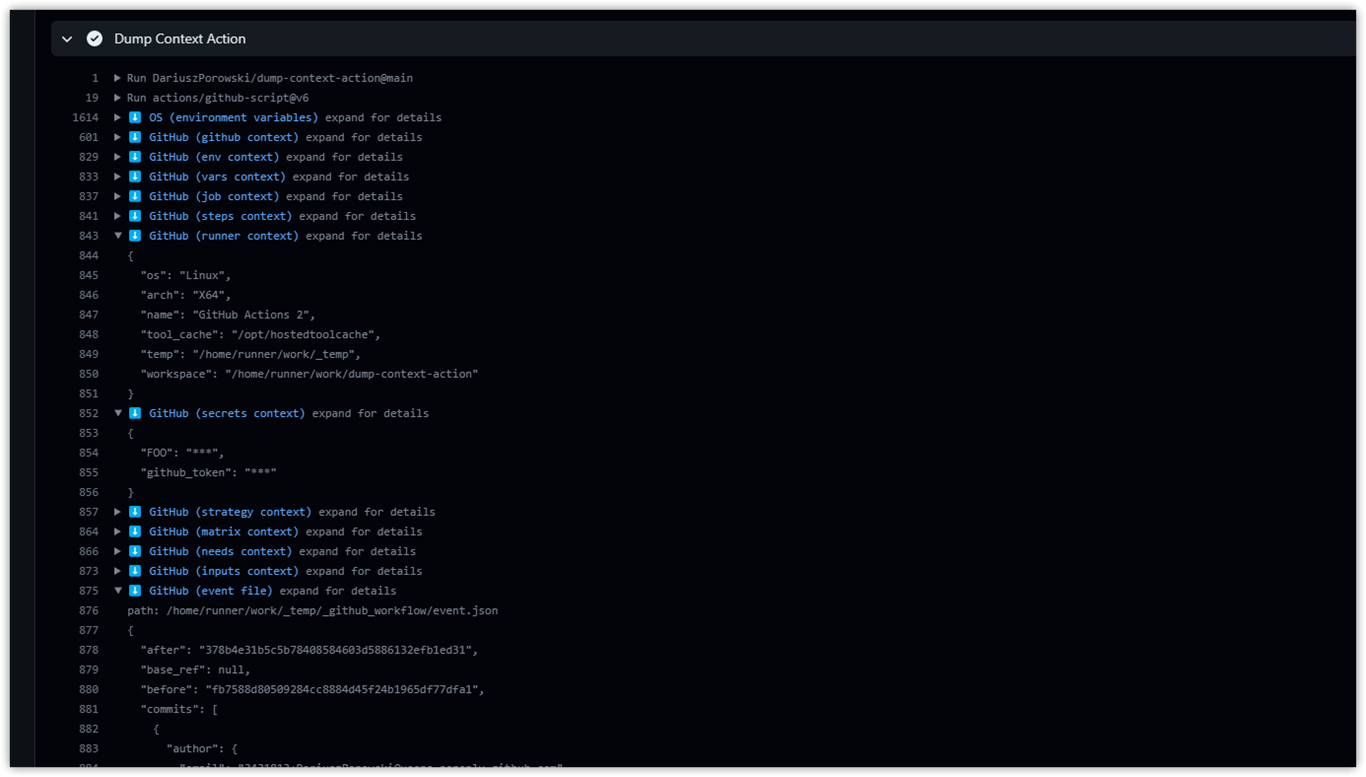 Dump Context Action
1 Run DariuszPorowski/dump-context-action@main
19 Run actions/github-script@v6
1614 OS (environment variables) expand for details
601 GitHub (github context) expand for details
829 GitHub (env context) expand for details
833 GitHub (vars context) expand for details
837 GitHub (job context) expand for details
841 GitHub (steps context) expand for details
843 GitHub (runner context) expand for details
844 {
845 "os": "Linux",
846 "arch": "X64",
847 "name": "GitHub Actions 2",
848 "tool_cache": "/opt/hostedtoolcache",
849 "temp": "/home/runner/work/_temp",
850 "workspace": "/home/runner/work/dump-context-action"
851 }
852 GitHub (secrets context) expand for details
853 {
854 "FOO": "***",
855 "github_token": "***"
856 }
857 GitHub (strategy context) expand for details
864 GitHub (matrix context) expand for details
866 GitHub (needs context) expand for details
873 GitHub (inputs context) expand for details
875 GitHub (event file) expand for details
876 path: /home/runner/work/_temp/_github_workflow/event.json
877 {
878 "after": "378b4e31b5c5b78408584603d5886132efb1ed31",
879 "base_ref": null,
880 "before": "fb7588d80509284cc8884d45f24b1965df77dfa1",
881 "commits": [
882 {
883 "author": {
884